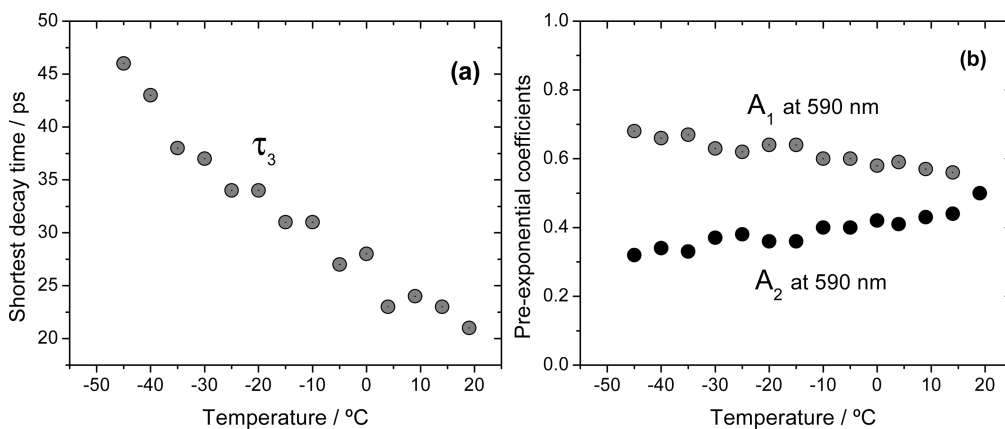 50
45
40
35
30
25
20
Shortest decay time / ps
(a)
τ3
-50 -40 -30 -20 -10 0 10 20
Temperature / ºC
1.0
0.8
0.6
0.4
0.2
0.0
Pre-exponential coefficients
(b)
A1 at 590 nm
A2 at 590 nm
-50 -40 -30 -20 -10 0 10 20
Temperature / ºC